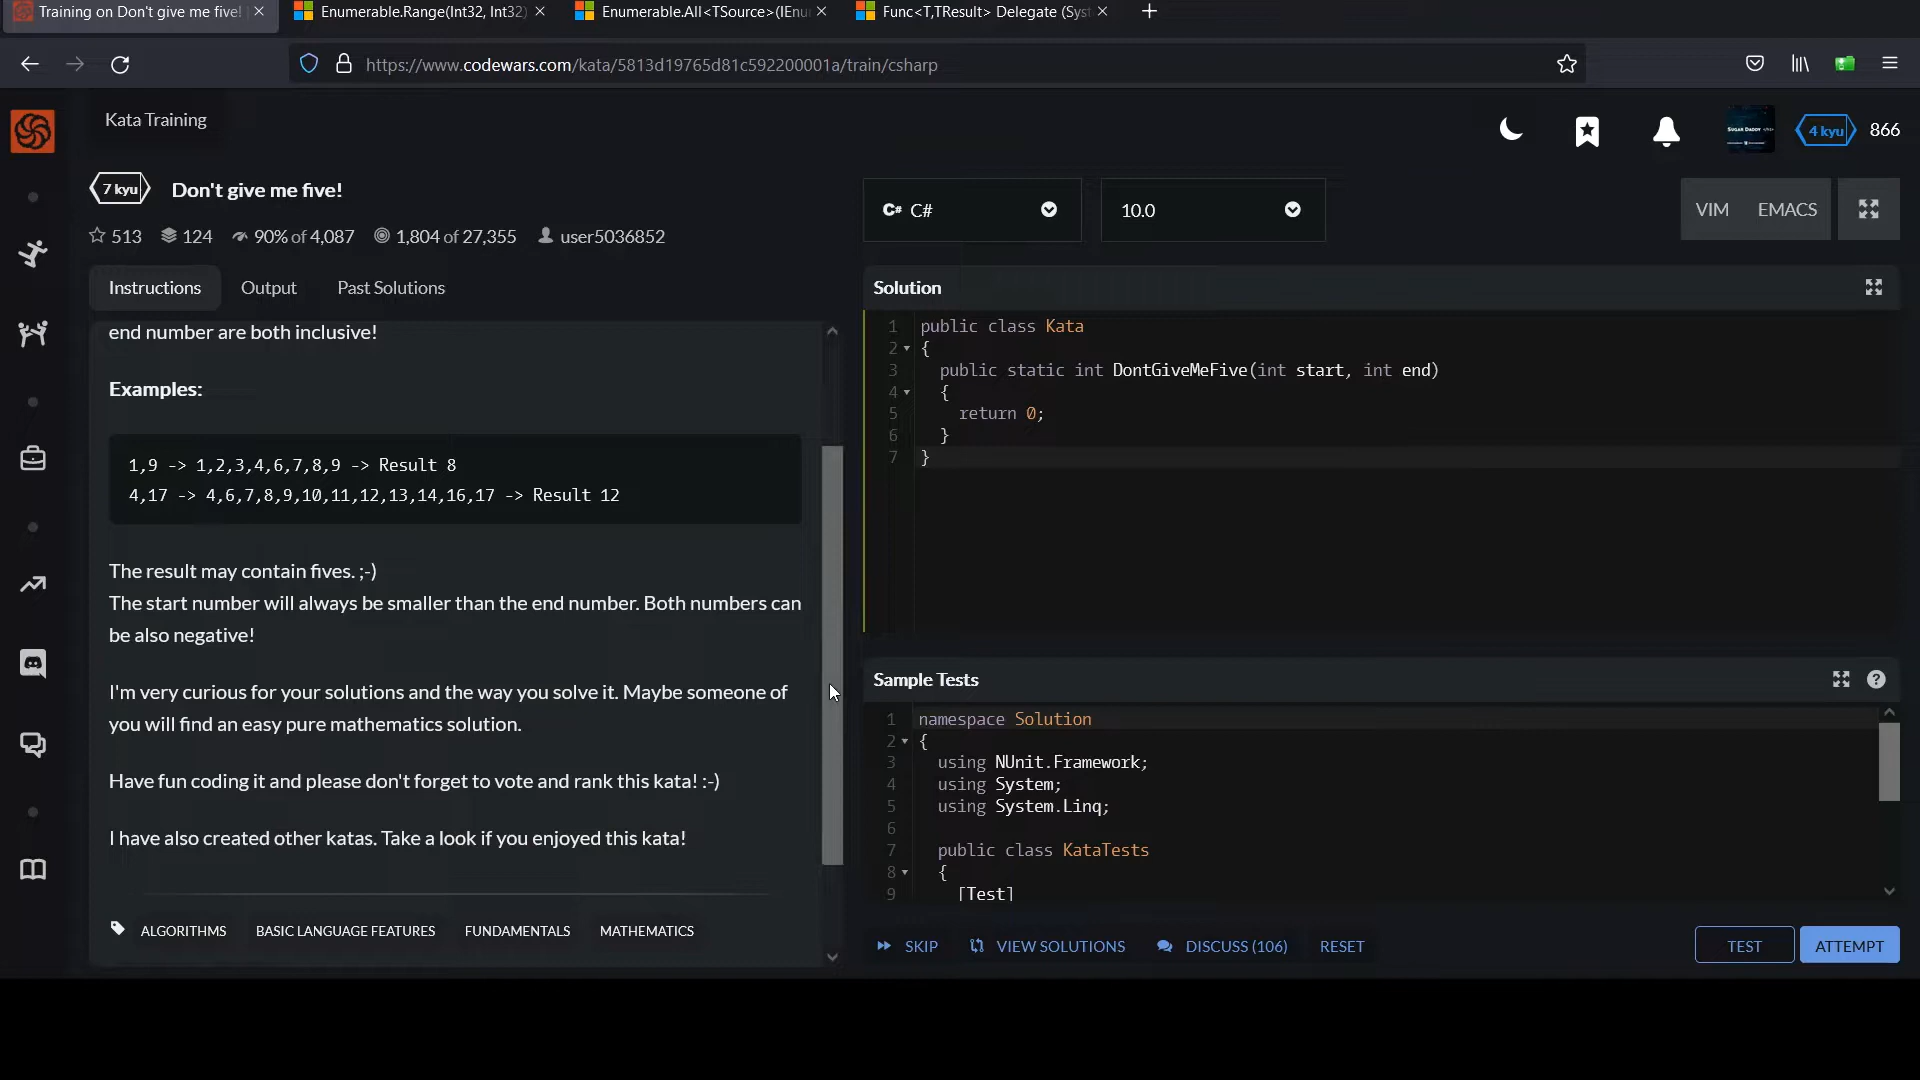 Training on Don't give me five!
Enumerable.Range(Int32, Int32)
Enumerable.All<TSource>(IEnu
Func<T,TResult> Delegate (Syst
https://www.codewars.com/kata/5813d19765d81c592200001a/train/csharp
Kata Training
4 kyu 866
7 kyu Don't give me five!
513 124 90% of 4,087 1,804 of 27,355 user5036852
C# C#
10.0
VIM EMACS
Instructions Output Past Solutions
end number are both inclusive!
Examples:
1,9 -> 1,2,3,4,6,7,8,9 -> Result 8
4,17 -> 4,6,7,8,9,10,11,12,13,14,16,17 -> Result 12
The result may contain fives. ;-)
The start number will always be smaller than the end number. Both numbers can
be also negative!
I'm very curious for your solutions and the way you solve it. Maybe someone of
you will find an easy pure mathematics solution.
Have fun coding it and please don't forget to vote and rank this kata! :-)
I have also created other katas. Take a look if you enjoyed this kata!
ALGORITHMS BASIC LANGUAGE FEATURES FUNDAMENTALS MATHEMATICS
Solution
1 public class Kata
2 {
3 public static int DontGiveMeFive(int start, int end)
4 {
5 return 0;
6 }
7 }
Sample Tests
1 namespace Solution
2 {
3 using NUnit.Framework;
4 using System;
5 using System.Linq;
6
7 public class KataTests
8 {
9 [Test]
SKIP VIEW SOLUTIONS DISCUSS (106) RESET
TEST ATTEMPT